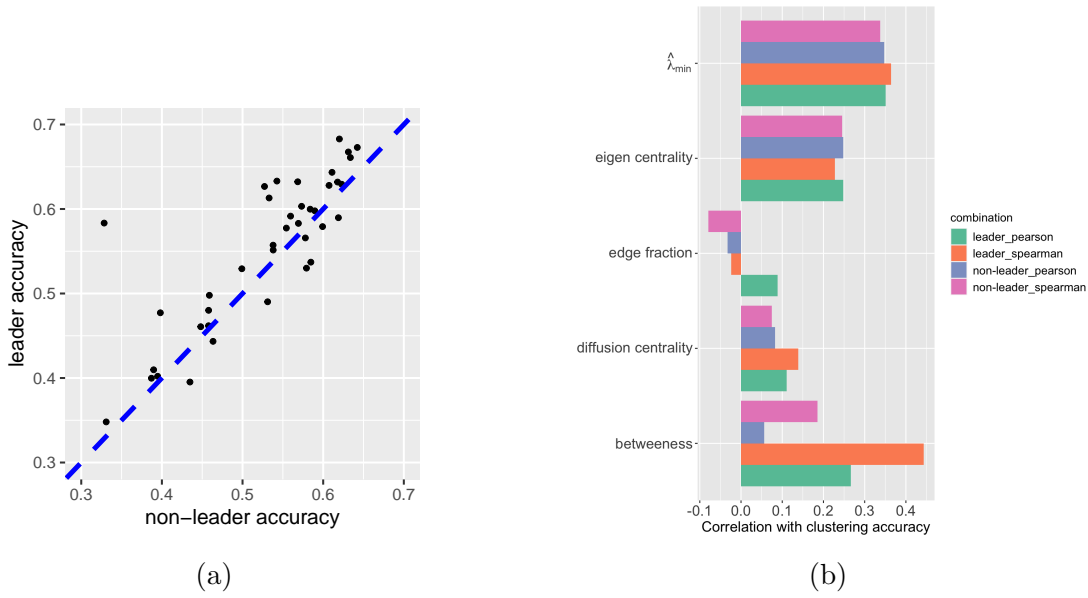 0.7
0.6
0.5
0.4
0.3
leader accuracy
0.3 0.4 0.5 0.6 0.7
non−leader accuracy
(a)
λ̂min
eigen centrality
edge fraction
diffusion centrality
betweeness
-0.1 0.0 0.1 0.2 0.3 0.4
Correlation with clustering accuracy
combination
leader_pearson
leader_spearman
non-leader_pearson
non-leader_spearman
(b)